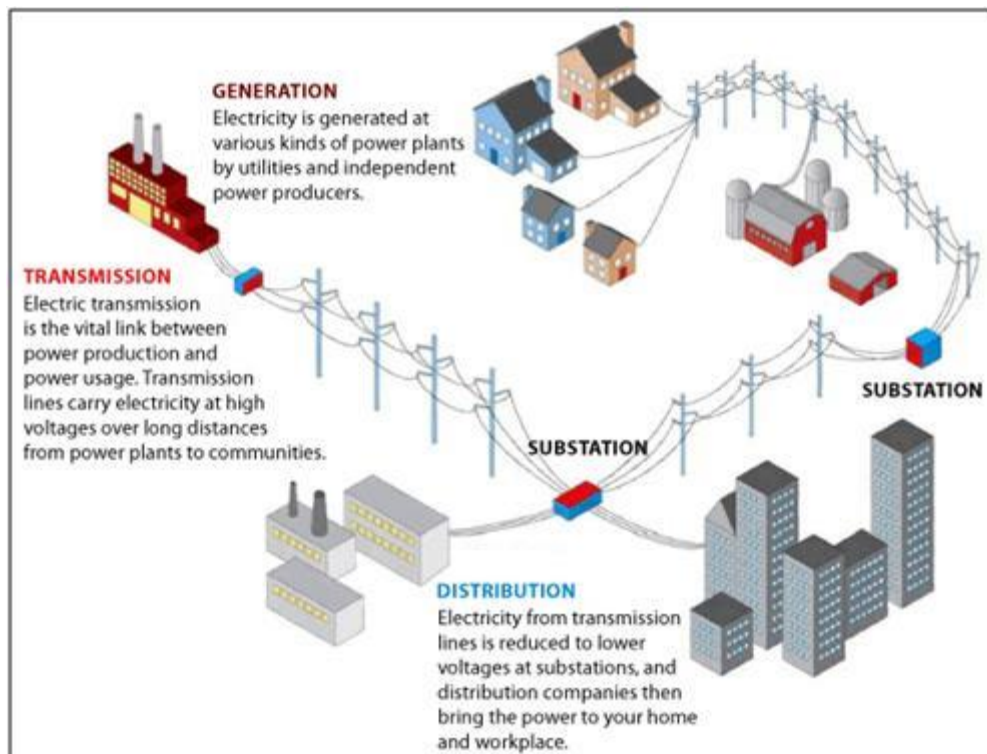 GENERATION
Electricity is generated at
various kinds of power plants
by utilities and independent
power producers.
TRANSMISSION
Electric transmission
is the vital link between
power production and
power usage. Transmission
lines carry electricity at high
voltages over long distances
from power plants to communities.
SUBSTATION
SUBSTATION
DISTRIBUTION
Electricity from transmission
lines is reduced to lower
voltages at substations, and
distribution companies then
bring the power to your home
and workplace.